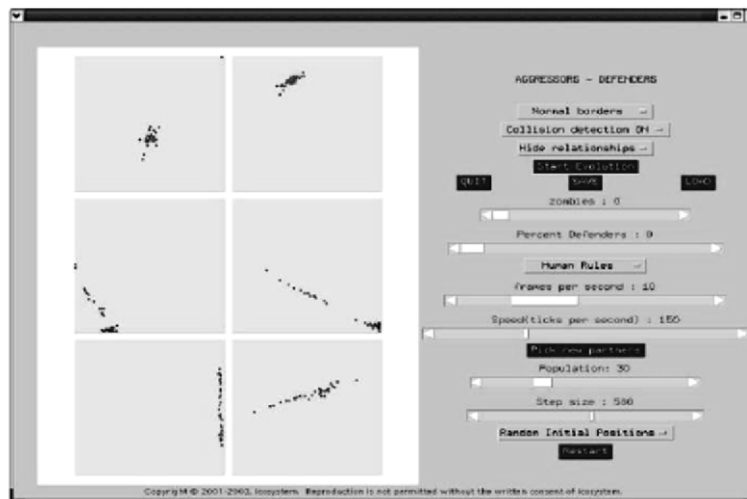 AGGRESSORS - DEFENDERS
Normal borders
Collision detection ON
Hide relationships
Start Evolution
QUIT SAVE LOAD
zombies : 0
Percent Defenders : 0
Human Rules
frames per second : 10
Speed(ticks per second) : 150
Pick new partners
Population: 30
Step size : 500
Random Initial Positions
Restart
Copyright © 2001-2003, Icosystem. Reproduction is not permitted without the written consent of Icosystem.